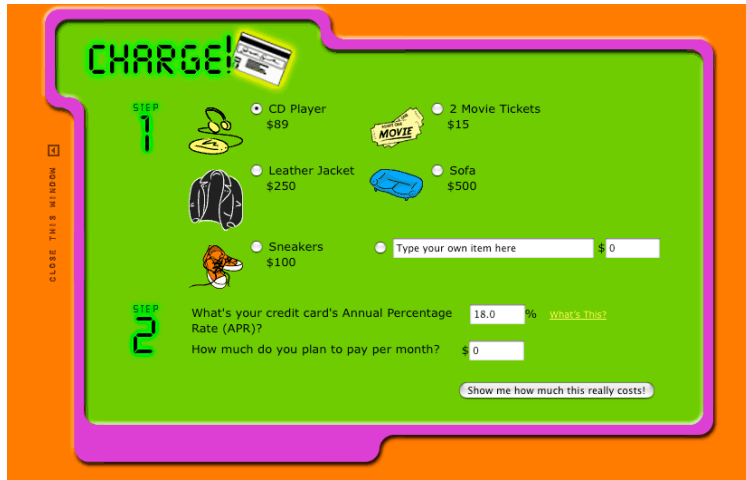 CHARGE!
STEP
1
CD Player
$89
2 Movie Tickets
$15
MOVIE
Leather Jacket
$250
Sofa
$500
Sneakers
$100
Type your own item here
$ 0
STEP
2
What's your credit card's Annual Percentage
Rate (APR)?
18.0 %
What's This?
How much do you plan to pay per month?
$ 0
Show me how much this really costs!
CLOSE THIS WINDOW